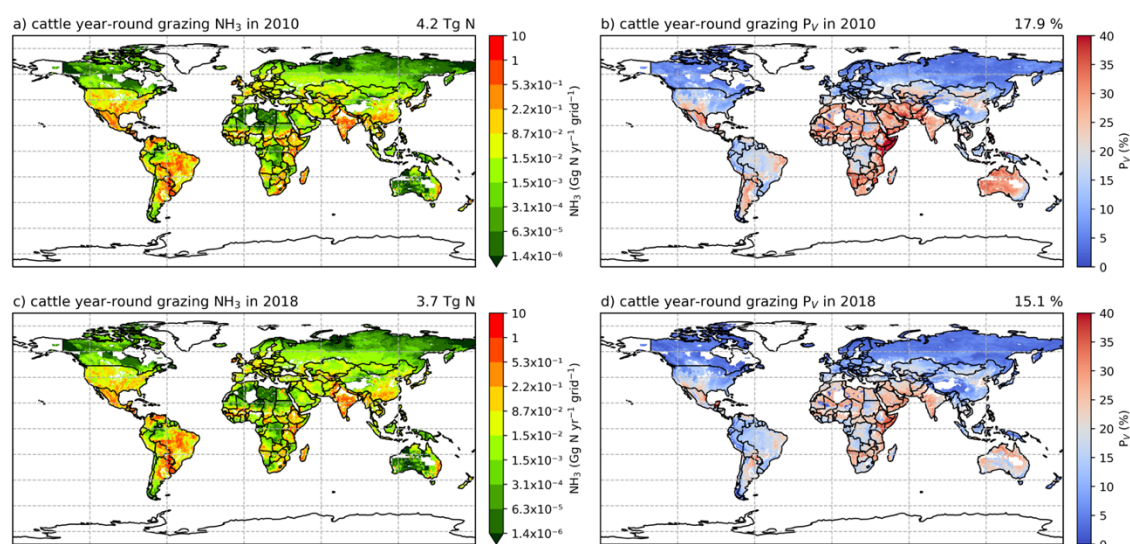 a) cattle year-round grazing NH₃ in 2010 4.2 Tg N
10
1
5.3x10⁻¹
2.2x10⁻¹
8.7x10⁻²
1.5x10⁻²
1.5x10⁻³
3.1x10⁻⁴
6.3x10⁻⁵
1.4x10⁻⁶
NH₃ (Gg N yr⁻¹ grid⁻¹)
b) cattle year-round grazing P_V in 2010 17.9 %
40
35
30
25
20
15
10
5
0
P_V (%)
c) cattle year-round grazing NH₃ in 2018 3.7 Tg N
10
1
5.3x10⁻¹
2.2x10⁻¹
8.7x10⁻²
1.5x10⁻²
1.5x10⁻³
3.1x10⁻⁴
6.3x10⁻⁵
1.4x10⁻⁶
NH₃ (Gg N yr⁻¹ grid⁻¹)
d) cattle year-round grazing P_V in 2018 15.1 %
40
35
30
25
20
15
10
5
0
P_V (%)